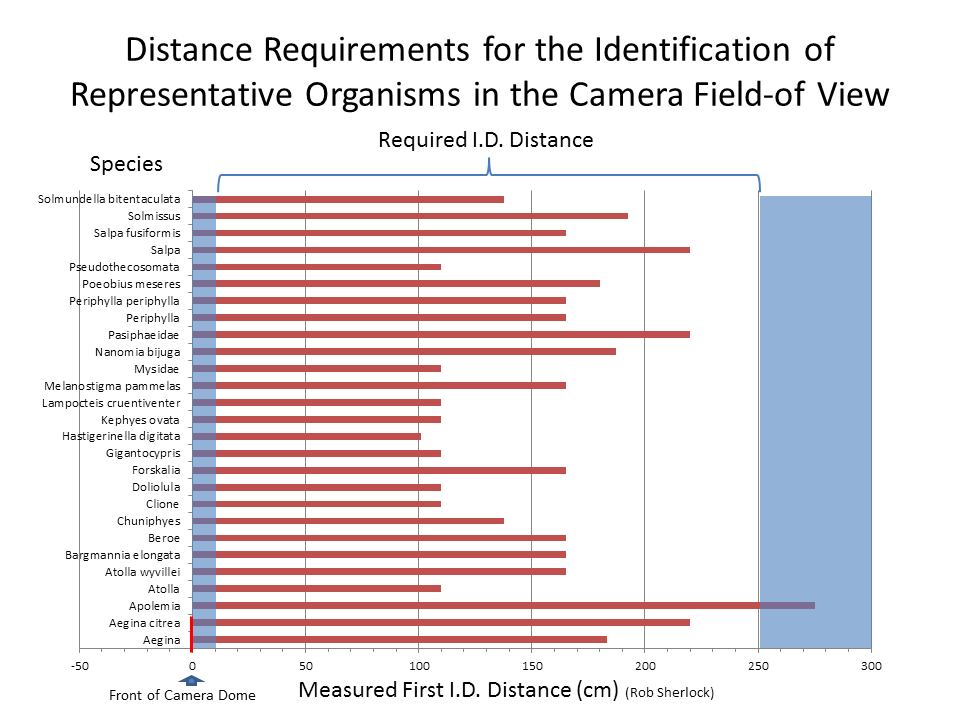 Distance Requirements for the Identification of
Representative Organisms in the Camera Field-of View
Required I.D. Distance
Species
Solmundella bitentaculata
Solmissus
Salpa fusiformis
Salpa
Pseudothecosomata
Poeobius meseres
Periphylla periphylla
Periphylla
Pasiphaeidae
Nanomia bijuga
Mysidae
Melanostigma pammelas
Lampocteis cruentiventer
Kephyes ovata
Hastigerinella digitata
Gigantocypris
Forskalia
Doliolula
Clione
Chuniphyes
Beroe
Bargmannia elongata
Atolla wyvillei
Atolla
Apolemia
Aegina citrea
Aegina
-50 0 50 100 150 200 250 300
Front of Camera Dome
Measured First I.D. Distance (cm) (Rob Sherlock)